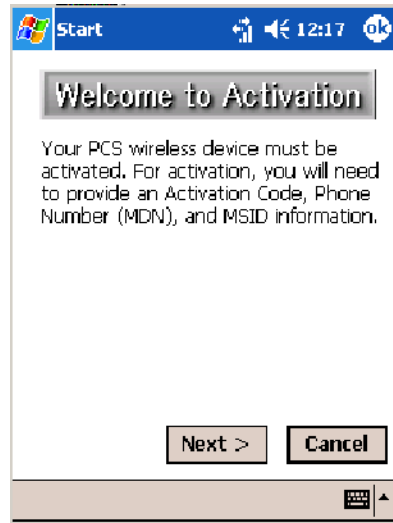 Start 12:17 ok
Welcome to Activation
Your PCS wireless device must be
activated. For activation, you will need
to provide an Activation Code, Phone
Number (MDN), and MSID information.
Next > Cancel